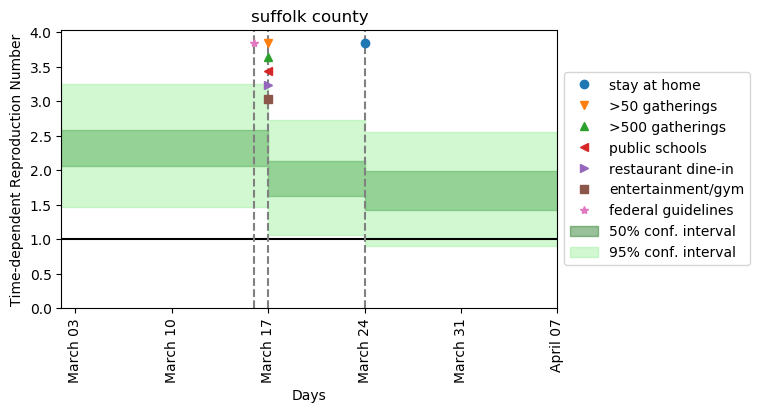 suffolk county
Time-dependent Reproduction Number
4.0
3.5
3.0
2.5
2.0
1.5
1.0
0.5
0.0
March 03
March 10
March 17
March 24
March 31
April 07
Days
stay at home
>50 gatherings
>500 gatherings
public schools
restaurant dine-in
entertainment/gym
federal guidelines
50% conf. interval
95% conf. interval